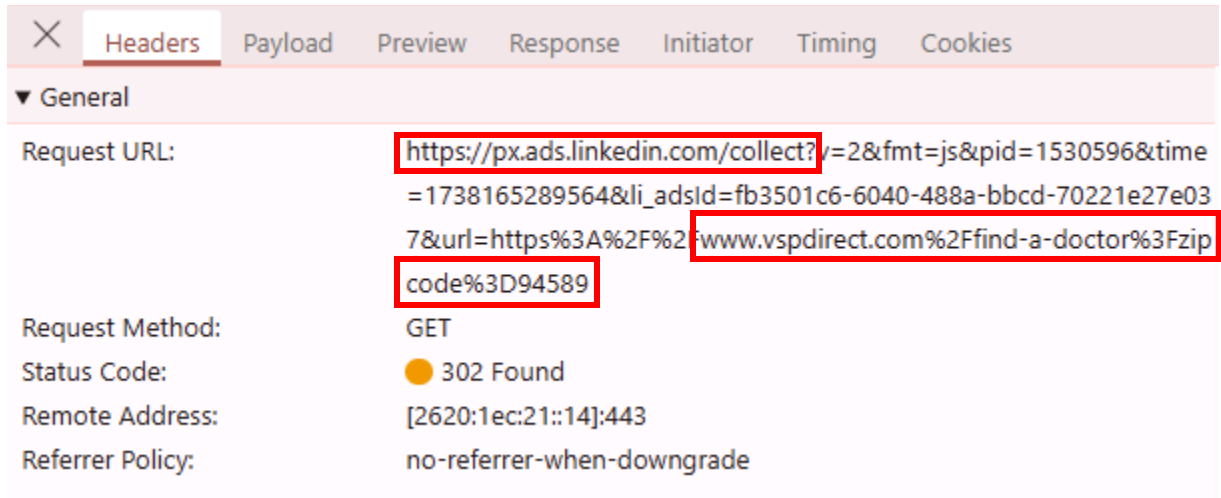 Headers Payload Preview Response Initiator Timing Cookies
General
Request URL: https://px.ads.linkedin.com/collect?v=2&fmt=js&pid=1530596&time
=1738165289564&li_adsId=fb3501c6-6040-488a-bbcd-70221e27e03
7&url=https%3A%2F%2Fwww.vspdirect.com%2Ffind-a-doctor%3Fzip
code%3D94589
Request Method: GET
Status Code: 302 Found
Remote Address: [2620:1ec:21::14]:443
Referrer Policy: no-referrer-when-downgrade